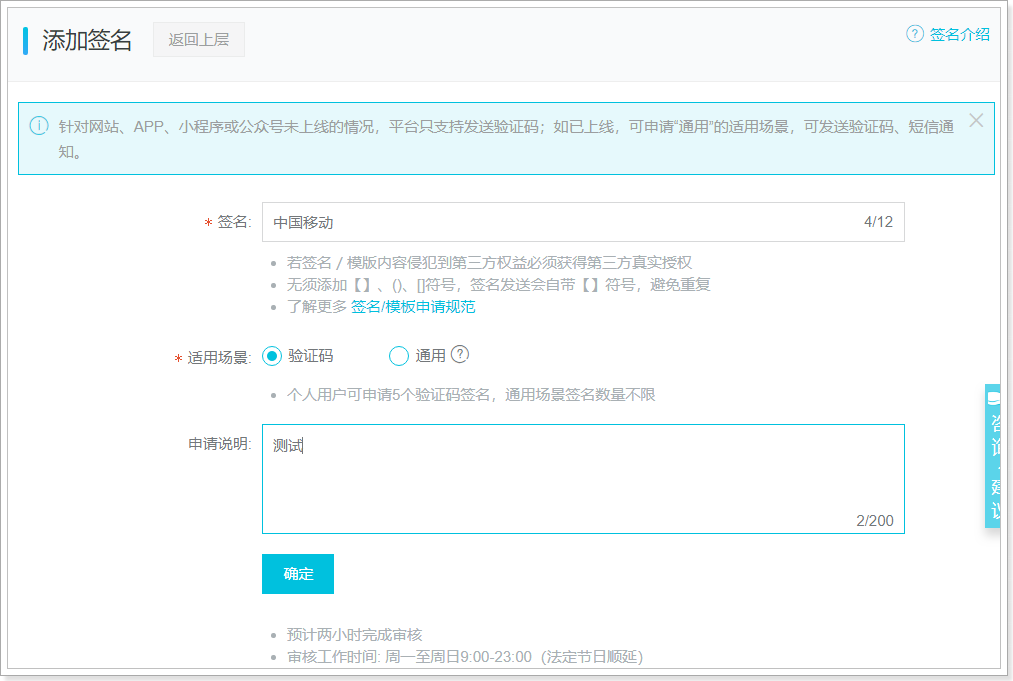 添加签名 返回上层 签名介绍
针对网站、APP、小程序或公众号未上线的情况，平台只支持发送验证码；如已上线，可申请“通用”的适用场景，可发送验证码、短信通
知。
* 签名: 中国移动 4/12
若签名 / 模版内容侵犯到第三方权益必须获得第三方真实授权
无须添加【】、()、[]符号，签名发送会自带【】符号，避免重复
了解更多 签名/模板申请规范
* 适用场景: 验证码 通用 ?
个人用户可申请5个验证码签名，通用场景签名数量不限
申请说明: 测试
2/200
确定
预计两小时完成审核
审核工作时间: 周一至周日9:00-23:00（法定节日顺延）
咨询·建议